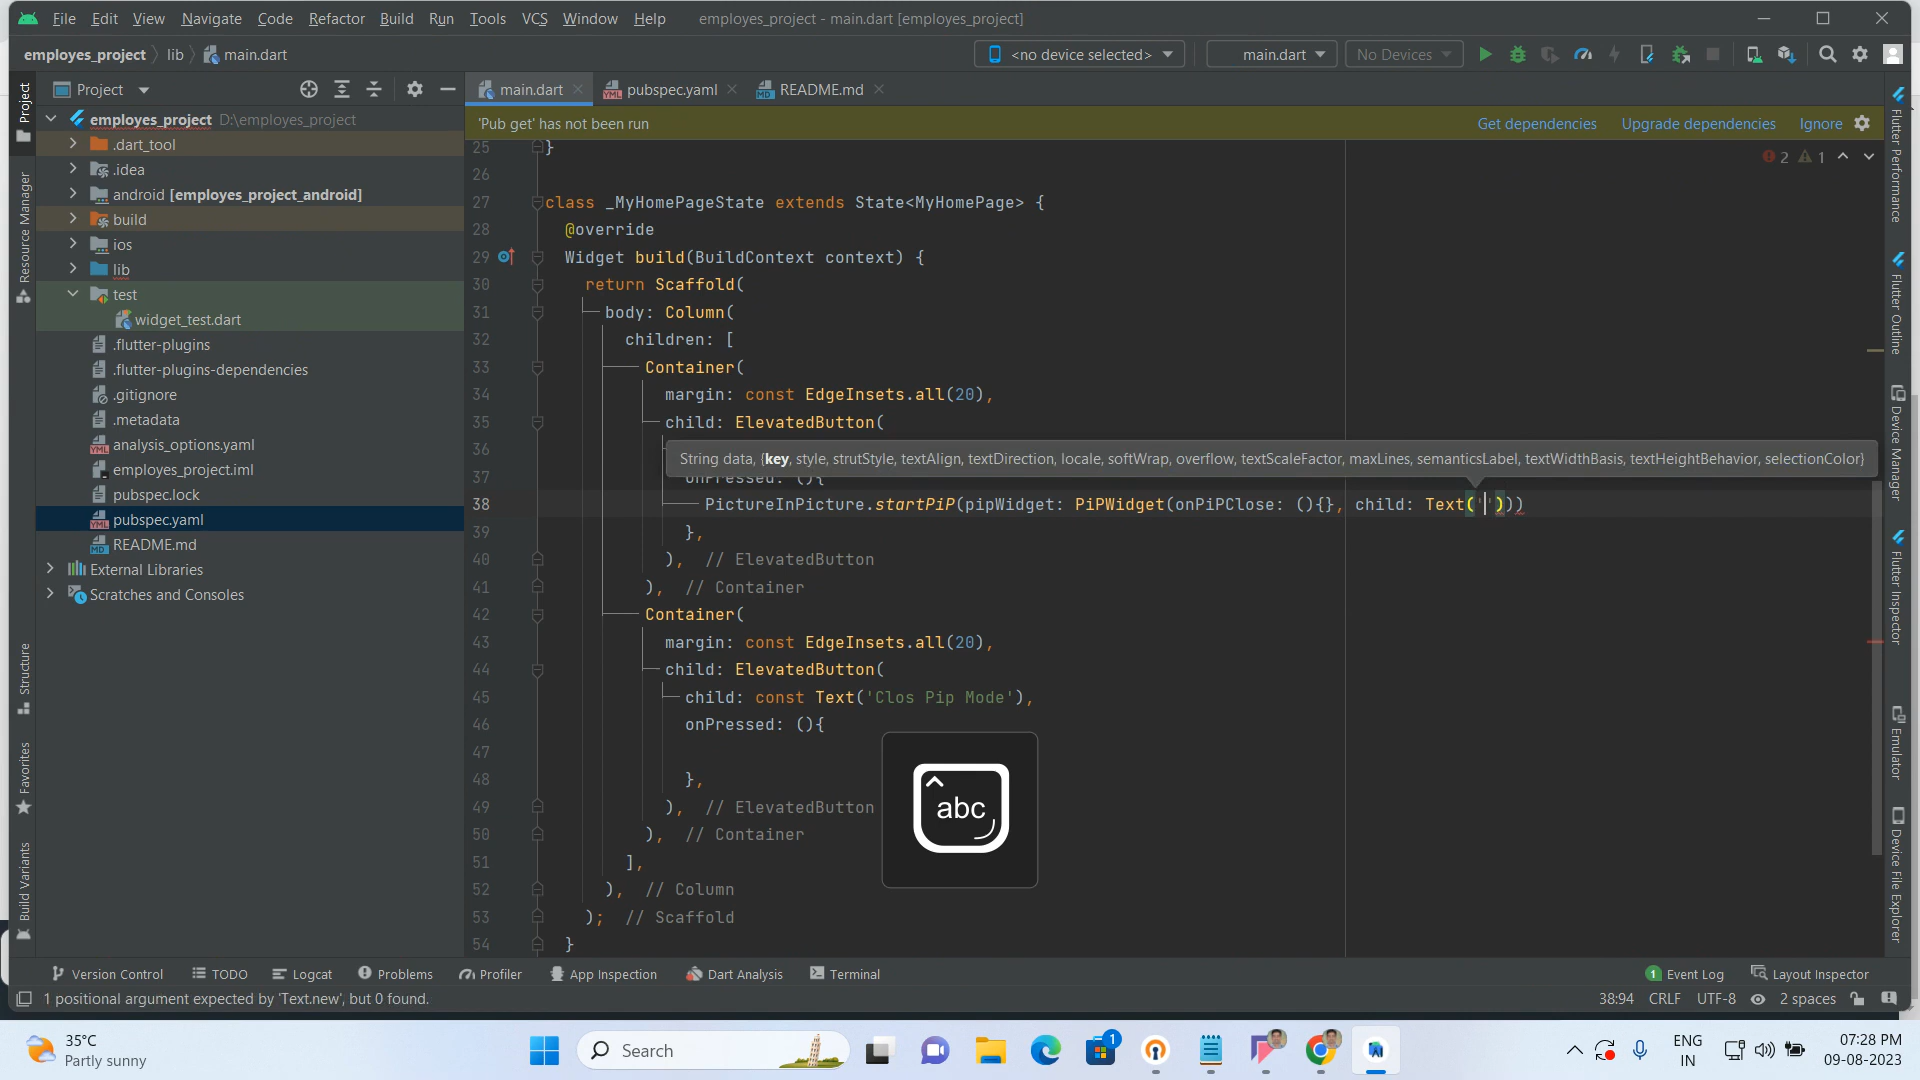 File Edit View Navigate Code Refactor Build Run Tools VCS Window Help employes_project - main.dart [employes_project]
employes_project lib main.dart <no device selected> main.dart No Devices
Project main.dart pubspec.yaml README.md
'Pub get' has not been run Get dependencies Upgrade dependencies Ignore
employes_project D:\employes_project
.dart_tool
.idea
android [employes_project_android]
build
ios
lib
test
widget_test.dart
.flutter-plugins
.flutter-plugins-dependencies
.gitignore
.metadata
analysis_options.yaml
employes_project.iml
pubspec.lock
pubspec.yaml
README.md
External Libraries
Scratches and Consoles
Project
Resource Manager
Structure
Favorites
Build Variants
2 1
25 }
26
27 class _MyHomePageState extends State<MyHomePage> {
28 @override
29 Widget build(BuildContext context) {
30 return Scaffold(
31 body: Column(
32 children: [
33 Container(
34 margin: const EdgeInsets.all(20),
35 child: ElevatedButton(
36
String data, {key, style, strutStyle, textAlign, textDirection, locale, softWrap, overflow, textScaleFactor, maxLines, semanticsLabel, textWidthBasis, textHeightBehavior, selectionColor}
37 onPressed: (){
38 PictureInPicture.startPiP(pipWidget: PiPWidget(onPiPClose: (){}, child: Text('')))
39 },
40 ), // ElevatedButton
41 ), // Container
42 Container(
43 margin: const EdgeInsets.all(20),
44 child: ElevatedButton(
45 child: const Text('Clos Pip Mode'),
46 onPressed: (){
47
48 },
49 ), // ElevatedButton
50 ), // Container
51 ],
52 ), // Column
53 ); // Scaffold
54 }
abc
Flutter Performance
Flutter Outline
Device Manager
Flutter Inspector
Emulator
Device File Explorer
Version Control TODO Logcat Problems Profiler App Inspection Dart Analysis Terminal 1 Event Log Layout Inspector
1 positional argument expected by 'Text.new', but 0 found. 38:94 CRLF UTF-8 2 spaces
35°C
Partly sunny
Search
1
ENG
IN
07:28 PM
09-08-2023